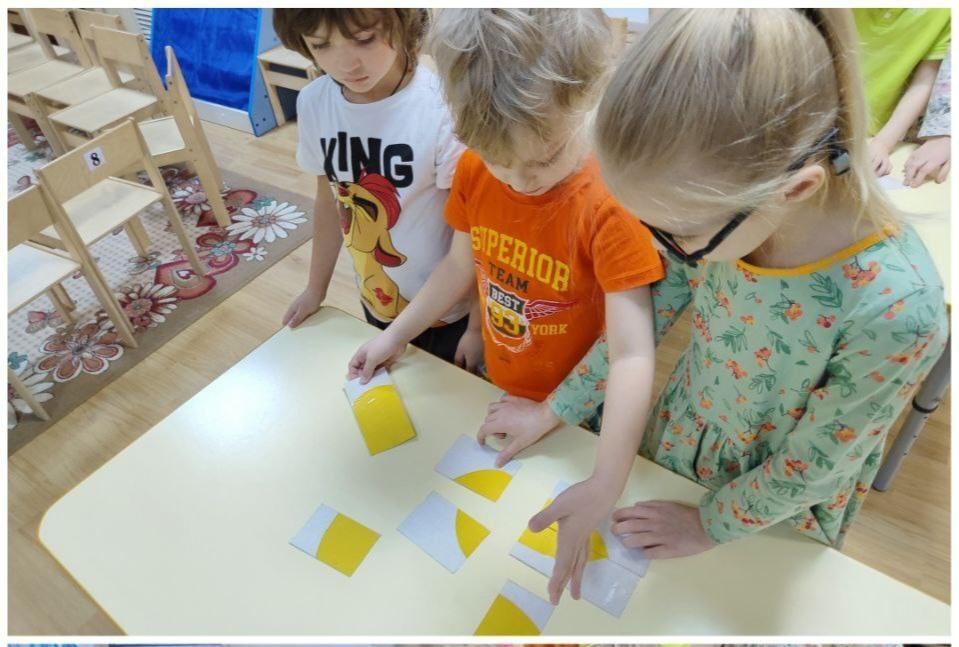 8
KING
SUPERIOR
TEAM
BEST
93
YORK